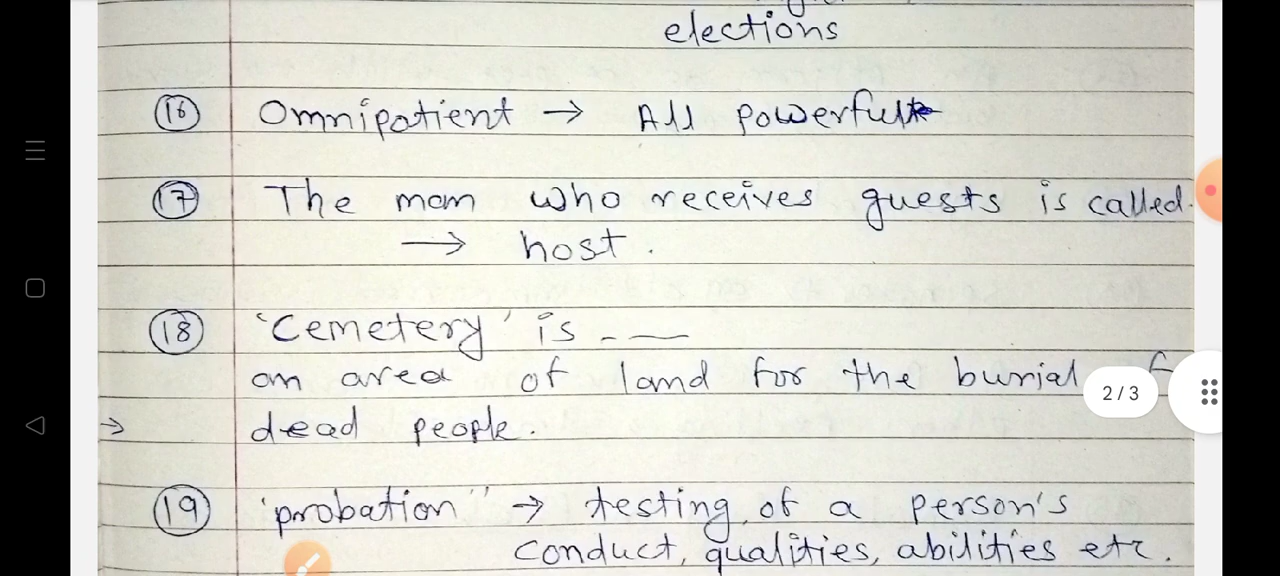 elections
16 Omnipatient → All powerful
17 The man who receives guests is called.
→ host.
18 'Cemetery' is -—
an area of land for the burial
2/3
→ dead people.
19 'probation" → testing of a person's
conduct, qualities, abilities etc.